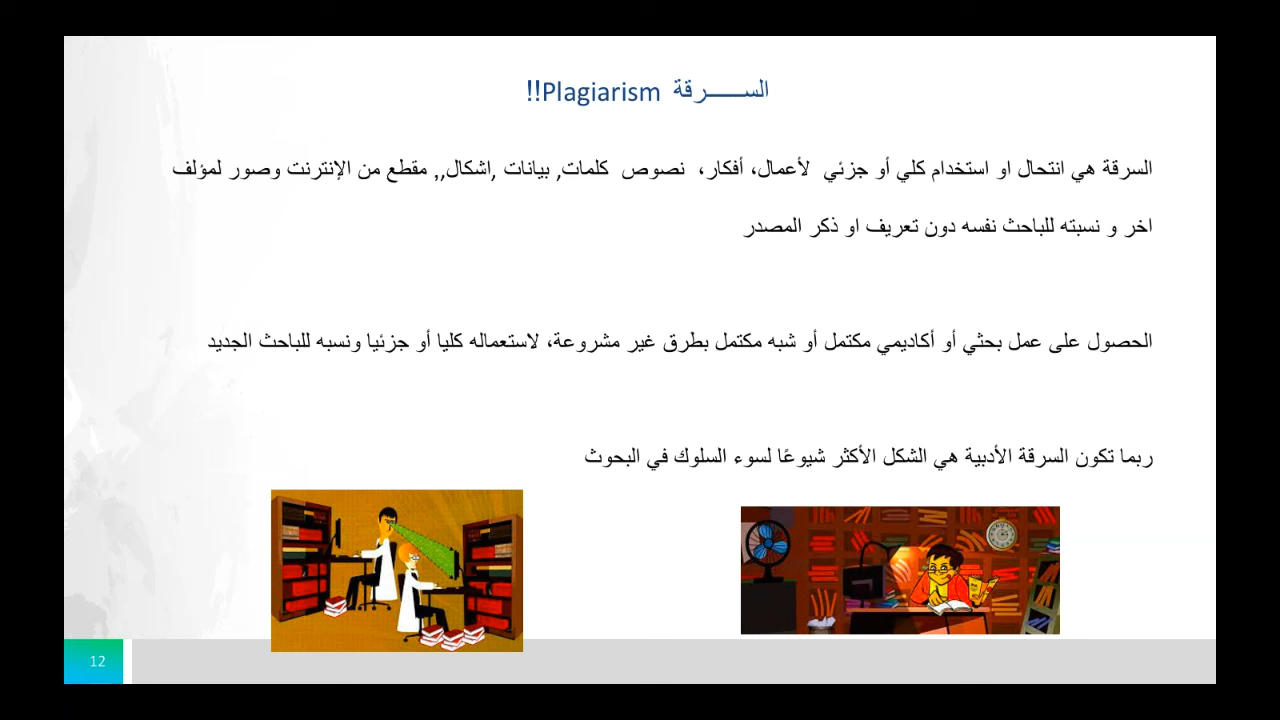 الســـــرقة Plagiarism!!
السرقة هي انتحال او استخدام كلي أو جزئي لأعمال، أفكار، نصوص كلمات, بيانات ,اشكال,, مقطع من الإنترنت وصور لمؤلف
اخر و نسبته للباحث نفسه دون تعريف او ذكر المصدر
الحصول على عمل بحثي أو أكاديمي مكتمل أو شبه مكتمل بطرق غير مشروعة، لاستعماله كليا أو جزئيا ونسبه للباحث الجديد
ربما تكون السرقة الأدبية هي الشكل الأكثر شيوعًا لسوء السلوك في البحوث
12